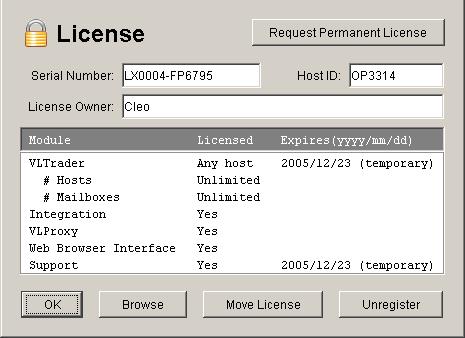 License
Request Permanent License
Serial Number: LX0004-FP6795 Host ID: OP3314
License Owner: Cleo
Module Licensed Expires(yyyy/mm/dd)
VLTrader Any host 2005/12/23 (temporary)
# Hosts Unlimited
# Mailboxes Unlimited
Integration Yes
VLProxy Yes
Web Browser Interface Yes
Support Yes 2005/12/23 (temporary)
OK Browse Move License Unregister